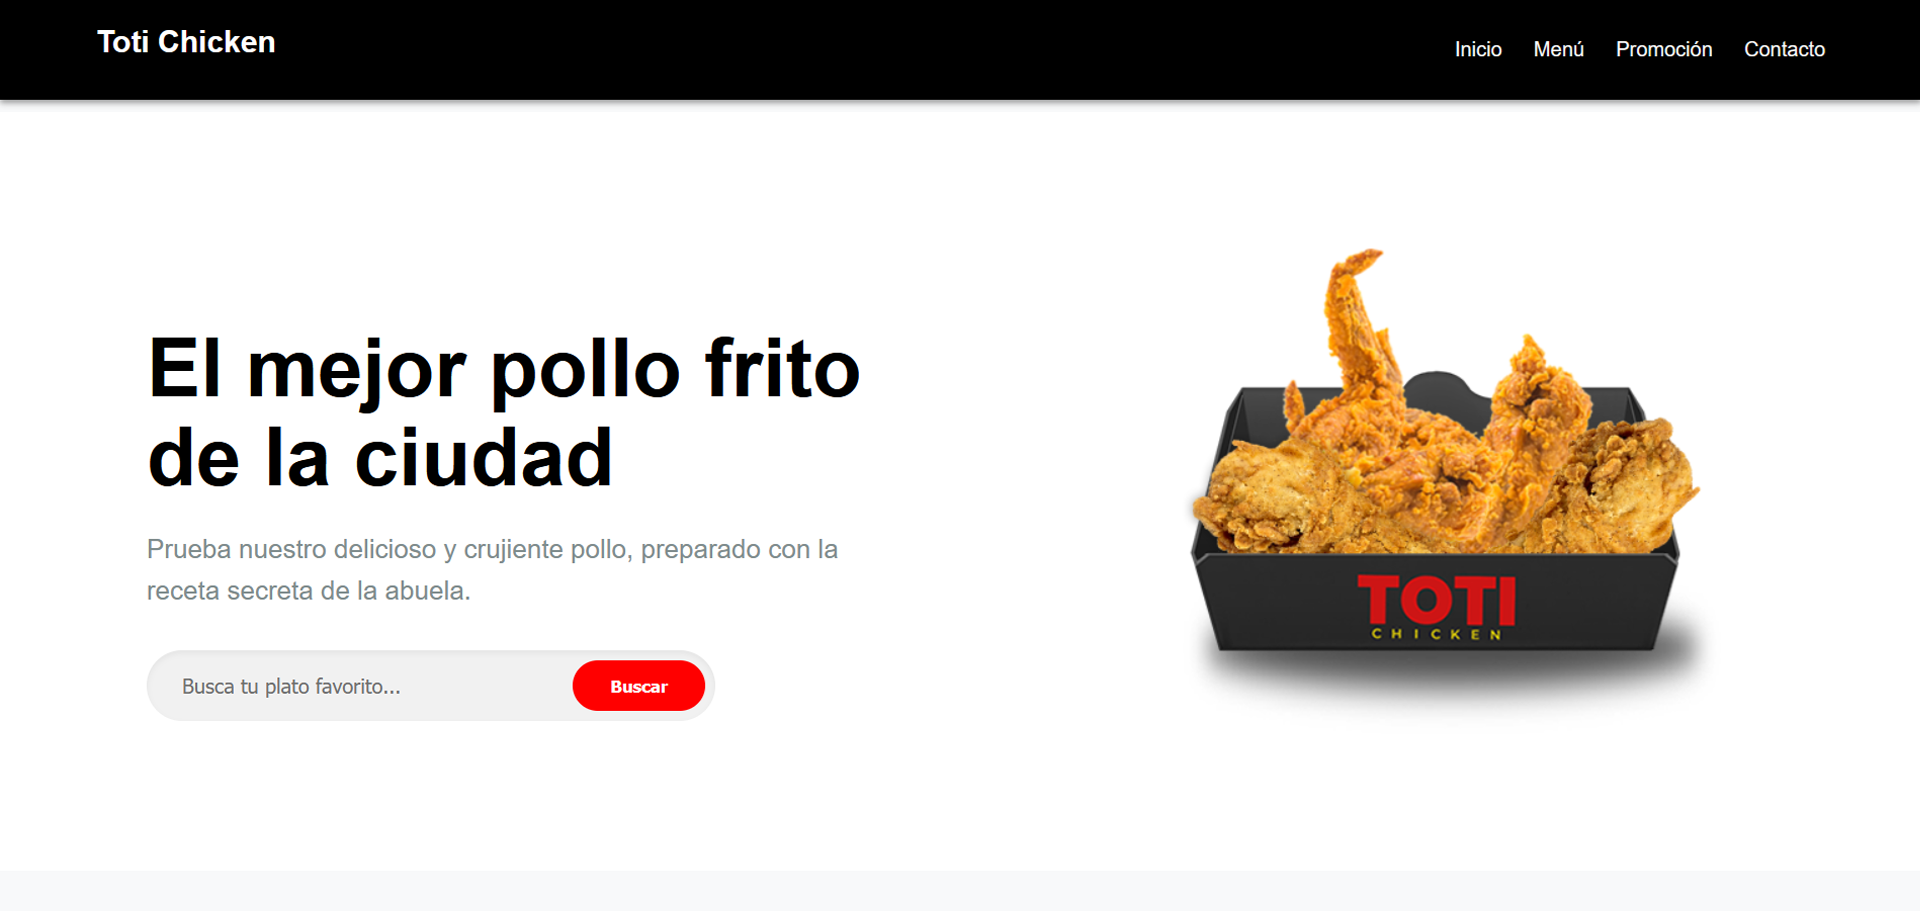 Toti Chicken
Inicio Menú Promoción Contacto
El mejor pollo frito
de la ciudad
Prueba nuestro delicioso y crujiente pollo, preparado con la
receta secreta de la abuela.
Busca tu plato favorito...
Buscar
TOTI
CHICKEN